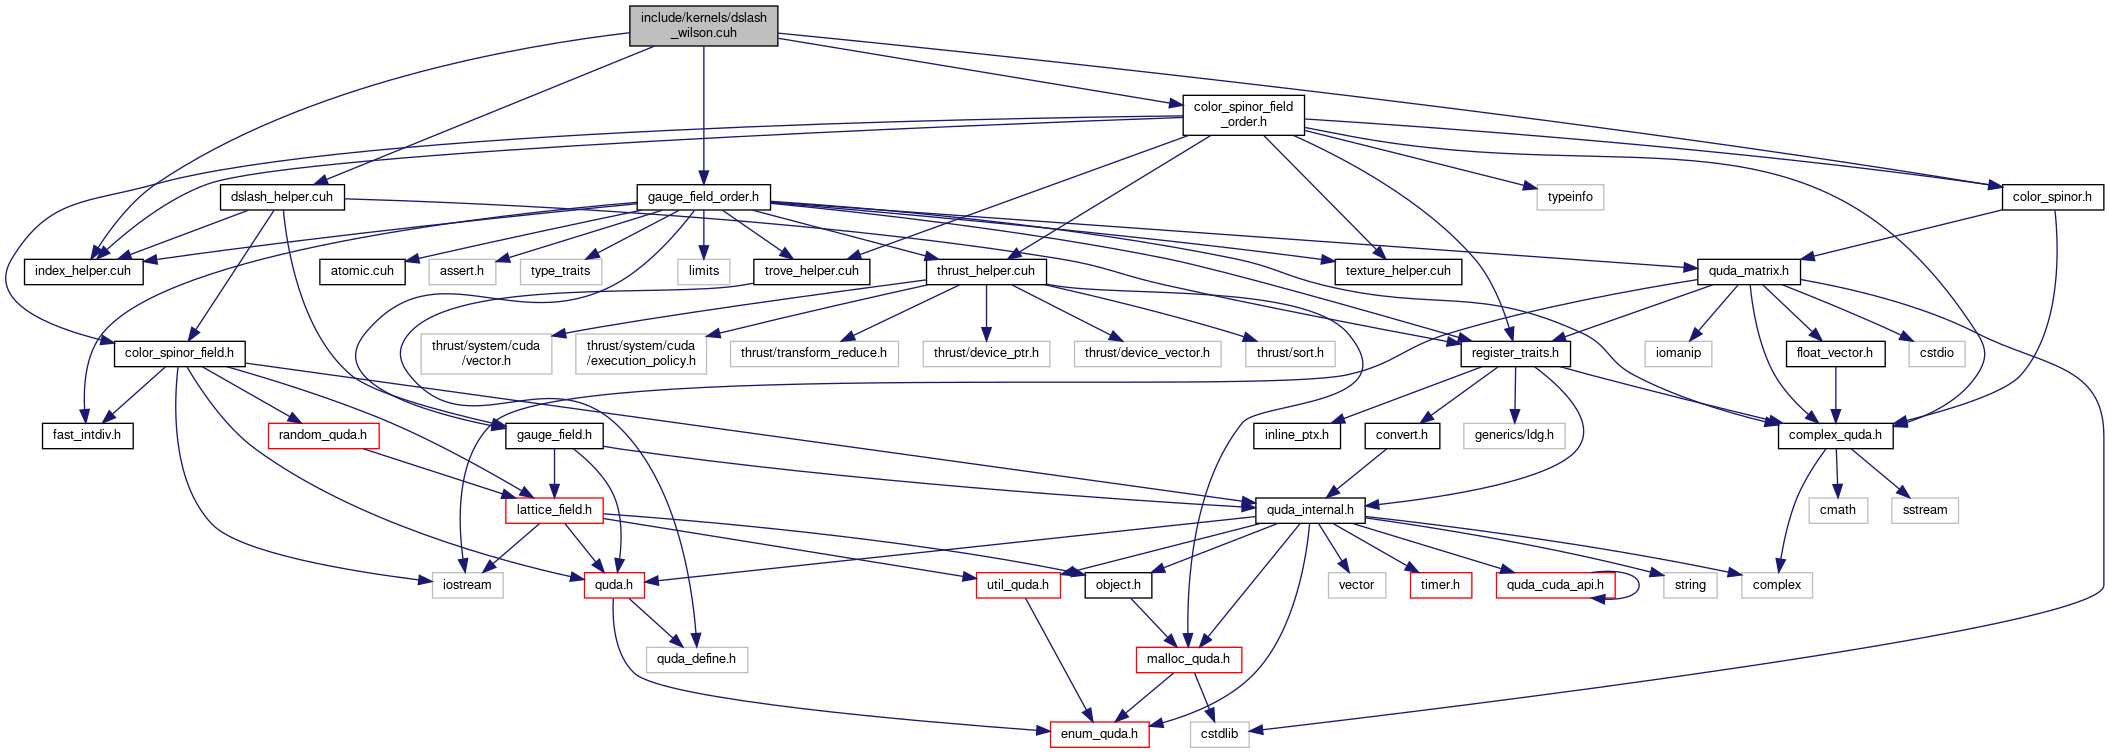 include/kernels/dslash
_wilson.cuh
color_spinor_field
_order.h
dslash_helper.cuh
gauge_field_order.h
typeinfo
color_spinor.h
index_helper.cuh
atomic.cuh
assert.h
type_traits
limits
trove_helper.cuh
thrust_helper.cuh
texture_helper.cuh
quda_matrix.h
color_spinor_field.h
thrust/system/cuda
/vector.h
thrust/system/cuda
/execution_policy.h
thrust/transform_reduce.h
thrust/device_ptr.h
thrust/device_vector.h
thrust/sort.h
register_traits.h
iomanip
float_vector.h
cstdio
fast_intdiv.h
random_quda.h
gauge_field.h
inline_ptx.h
convert.h
generics/ldg.h
complex_quda.h
lattice_field.h
quda_internal.h
cmath
sstream
iostream
quda.h
util_quda.h
object.h
vector
timer.h
quda_cuda_api.h
string
complex
quda_define.h
malloc_quda.h
enum_quda.h
cstdlib